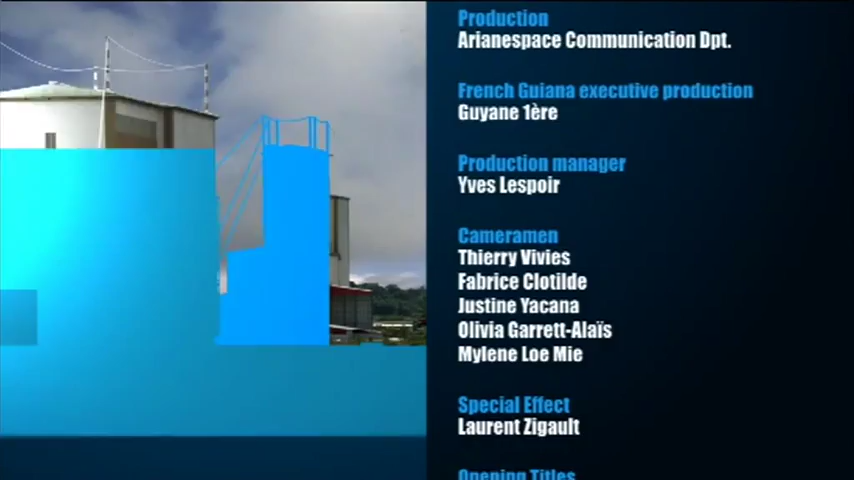 Production
Arianespace Communication Dpt.
French Guiana executive production
Guyane 1ère
Production manager
Yves Lespoir
Cameramen
Thierry Vivies
Fabrice Clotilde
Justine Yacana
Olivia Garrett-Alaïs
Mylene Loe Mie
Special Effect
Laurent Zigault
Opening Titles